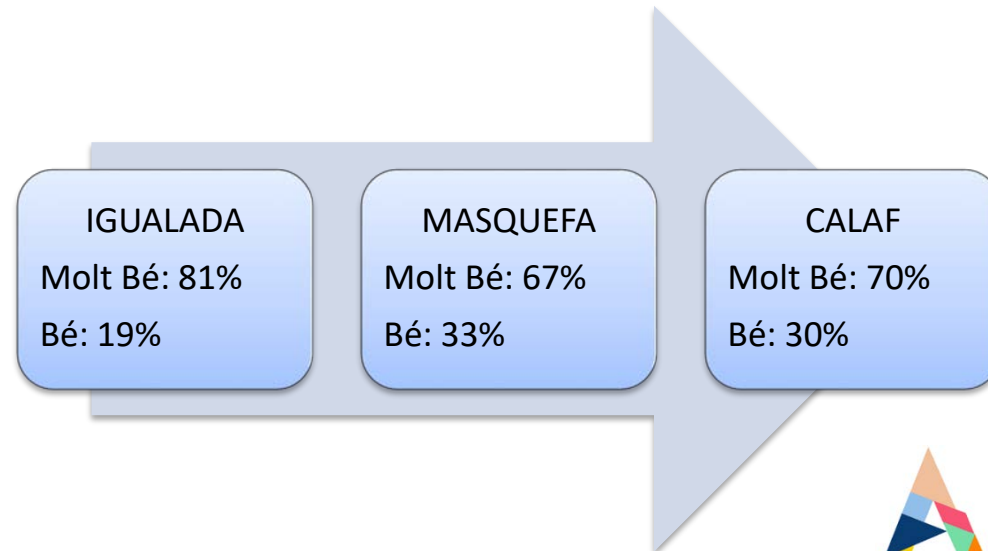 IGUALADA
Molt Bé: 81%
Bé: 19%
MASQUEFA
Molt Bé: 67%
Bé: 33%
CALAF
Molt Bé: 70%
Bé: 30%